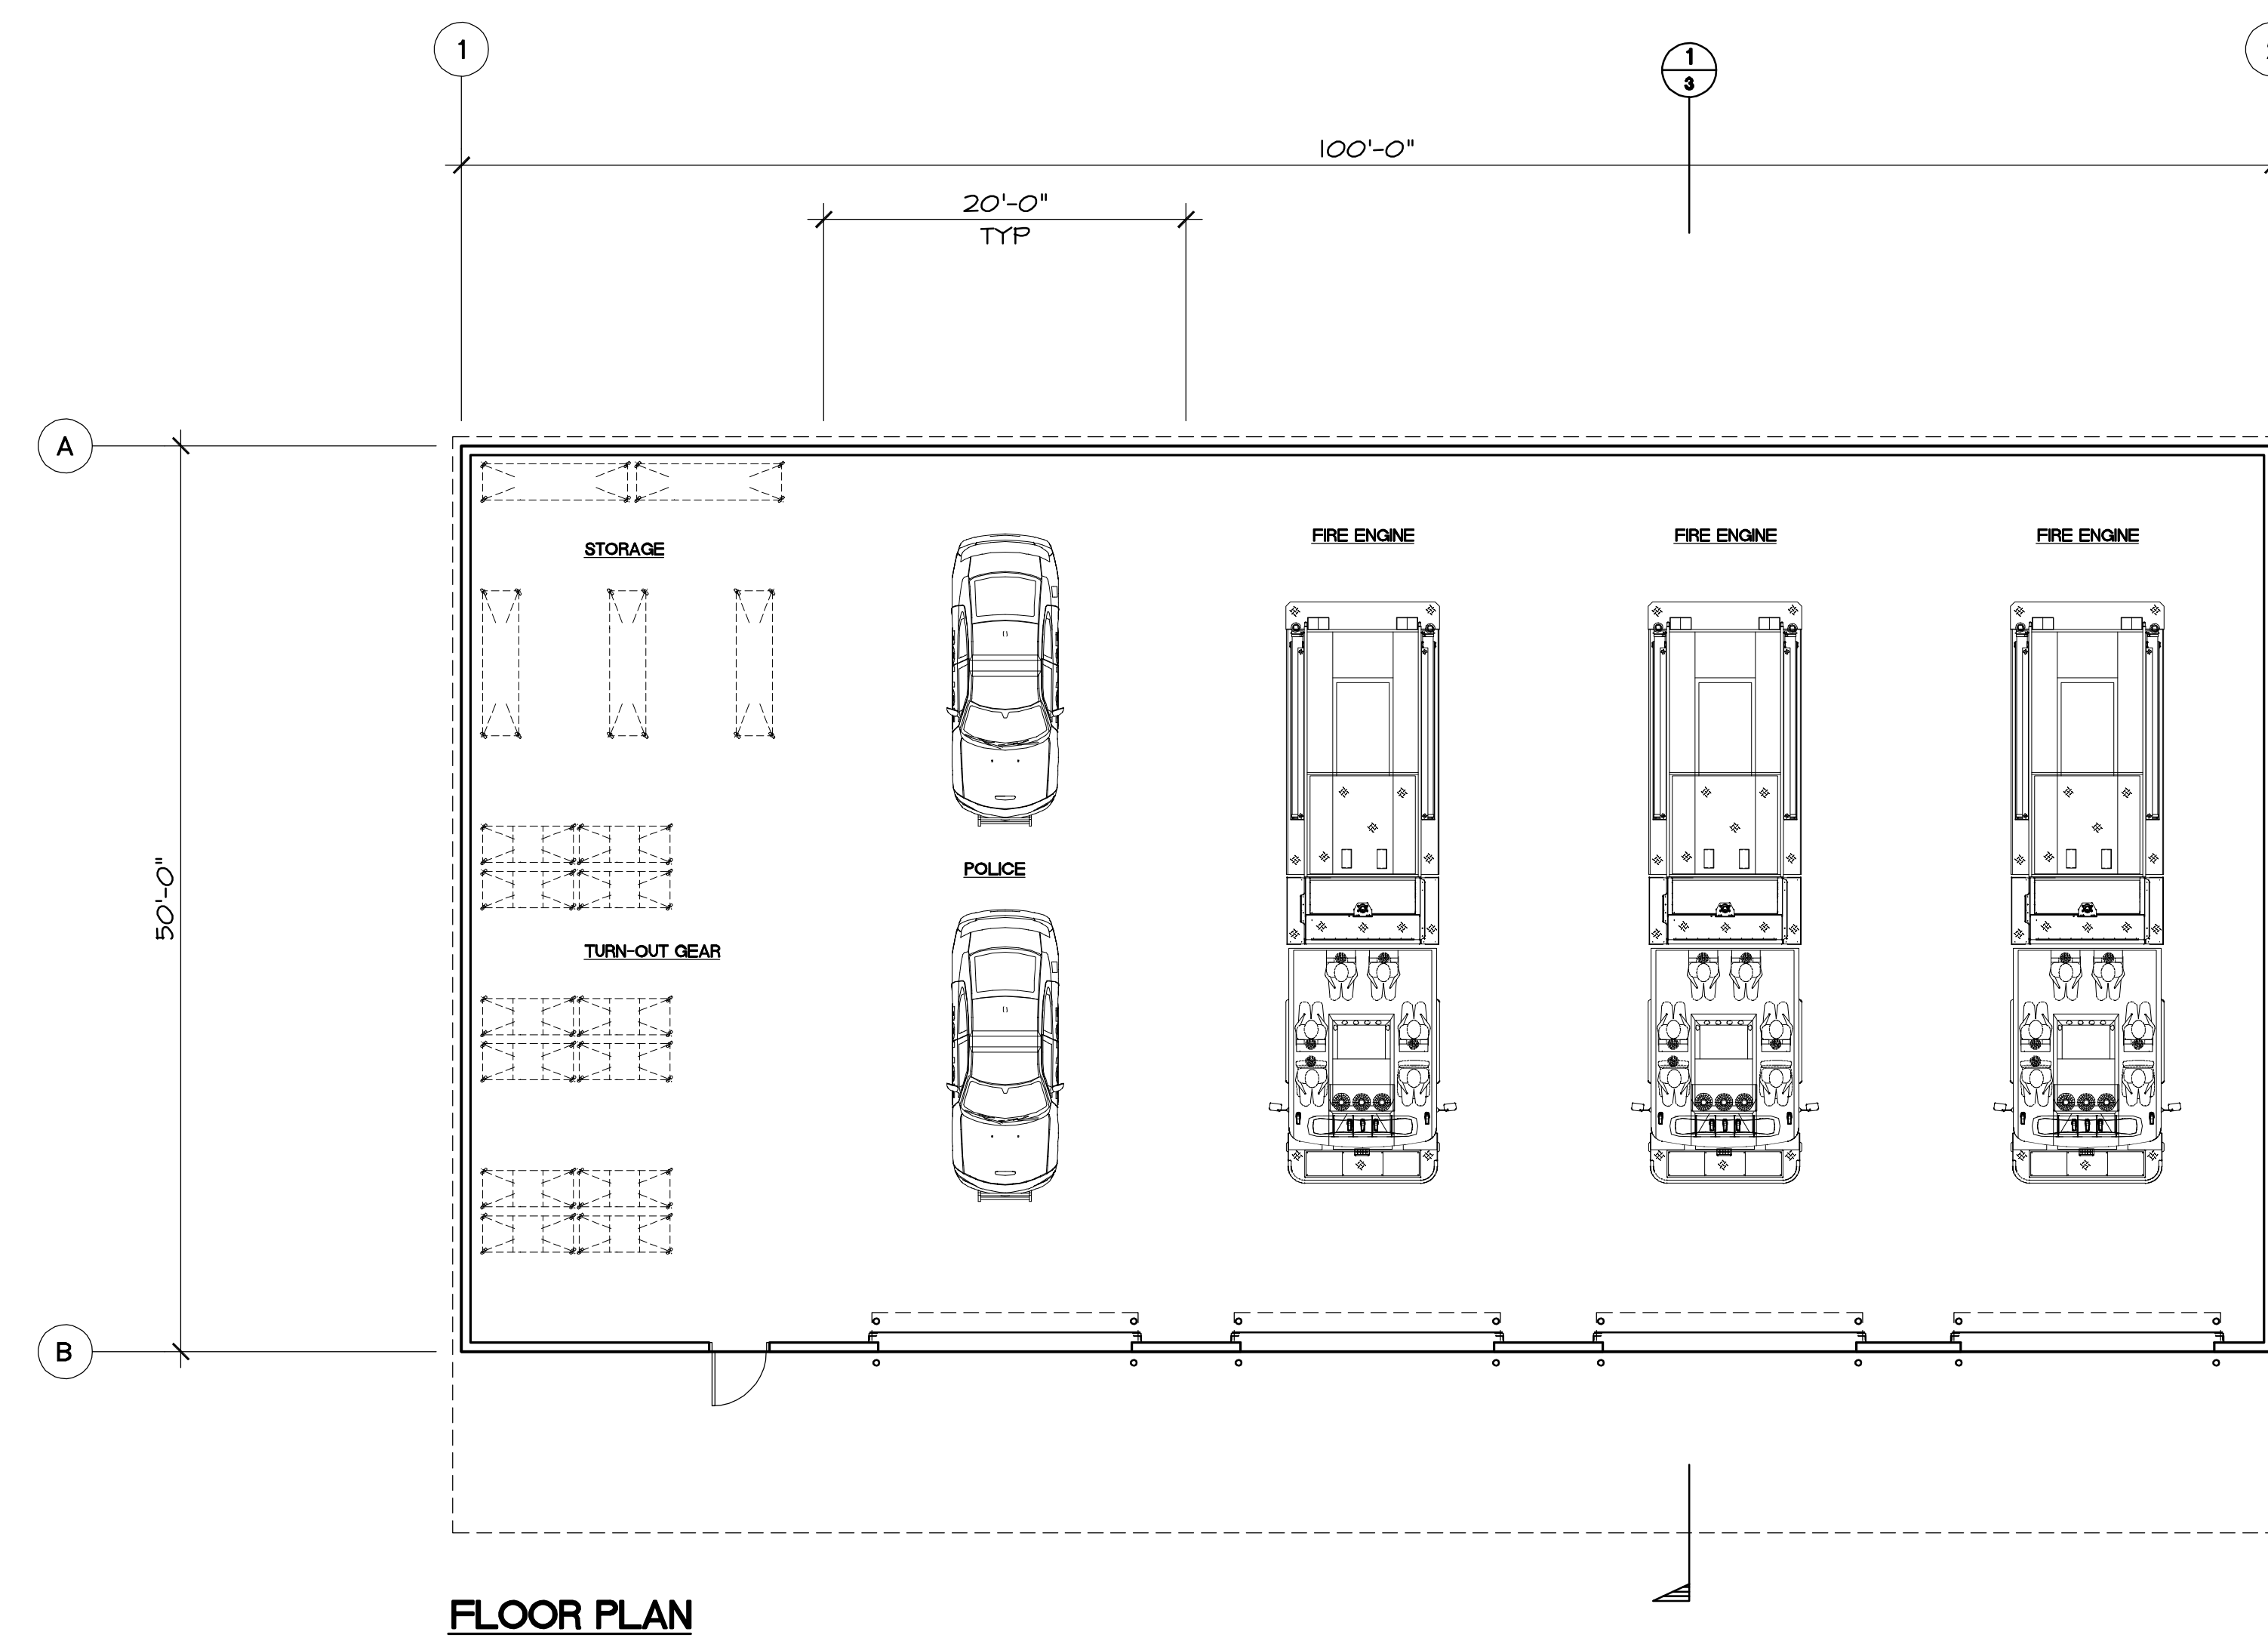 1
1
3
100'-0"
20'-0"
TYP
A
STORAGE
FIRE ENGINE
FIRE ENGINE
FIRE ENGINE
POLICE
50'-0"
TURN-OUT GEAR
B
FLOOR PLAN